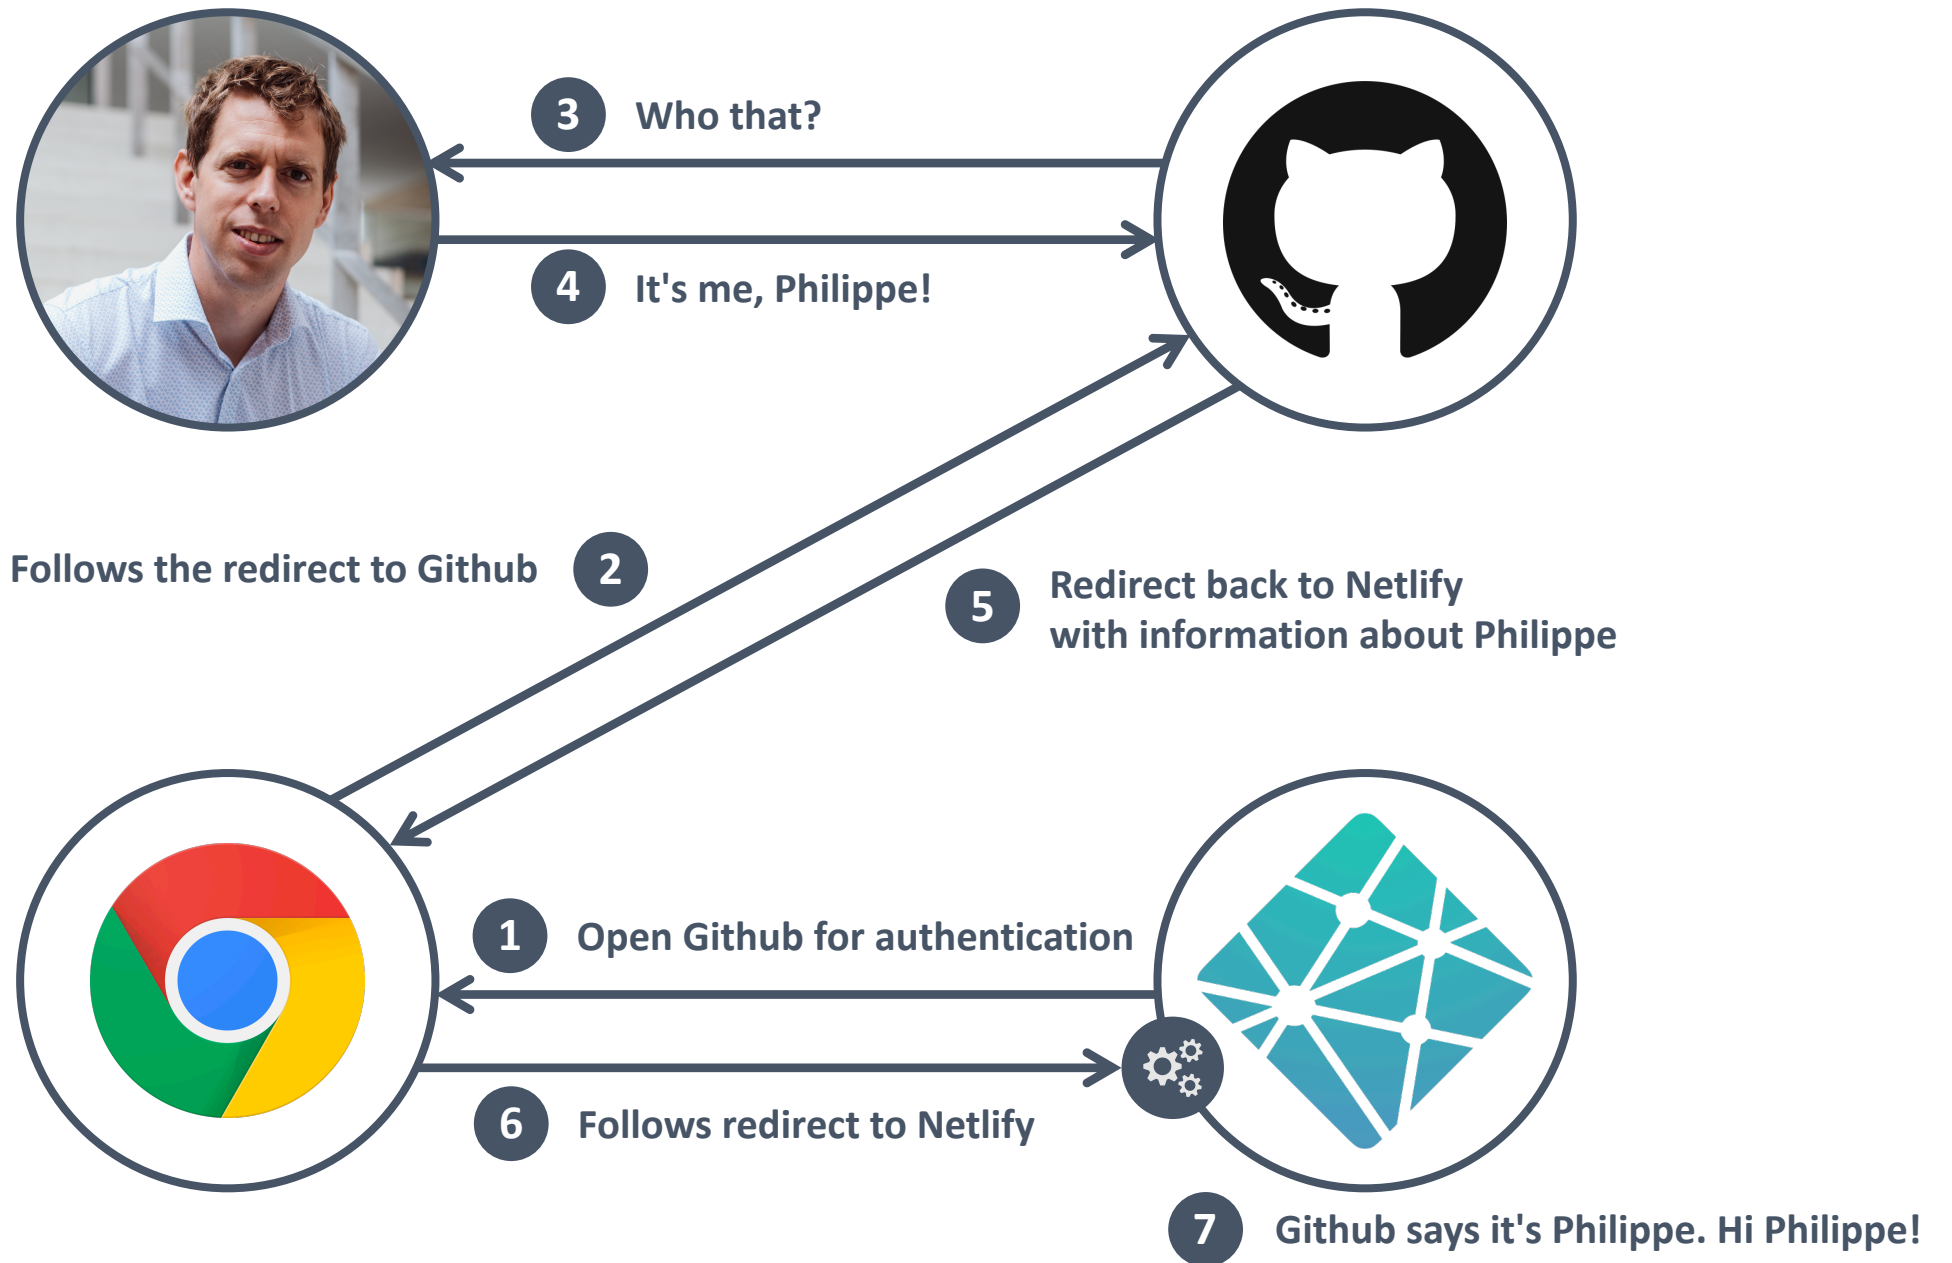 3 Who that?
4 It's me, Philippe!
Follows the redirect to Github 2
5 Redirect back to Netlify
with information about Philippe
1 Open Github for authentication
6 Follows redirect to Netlify
7 Github says it's Philippe. Hi Philippe!